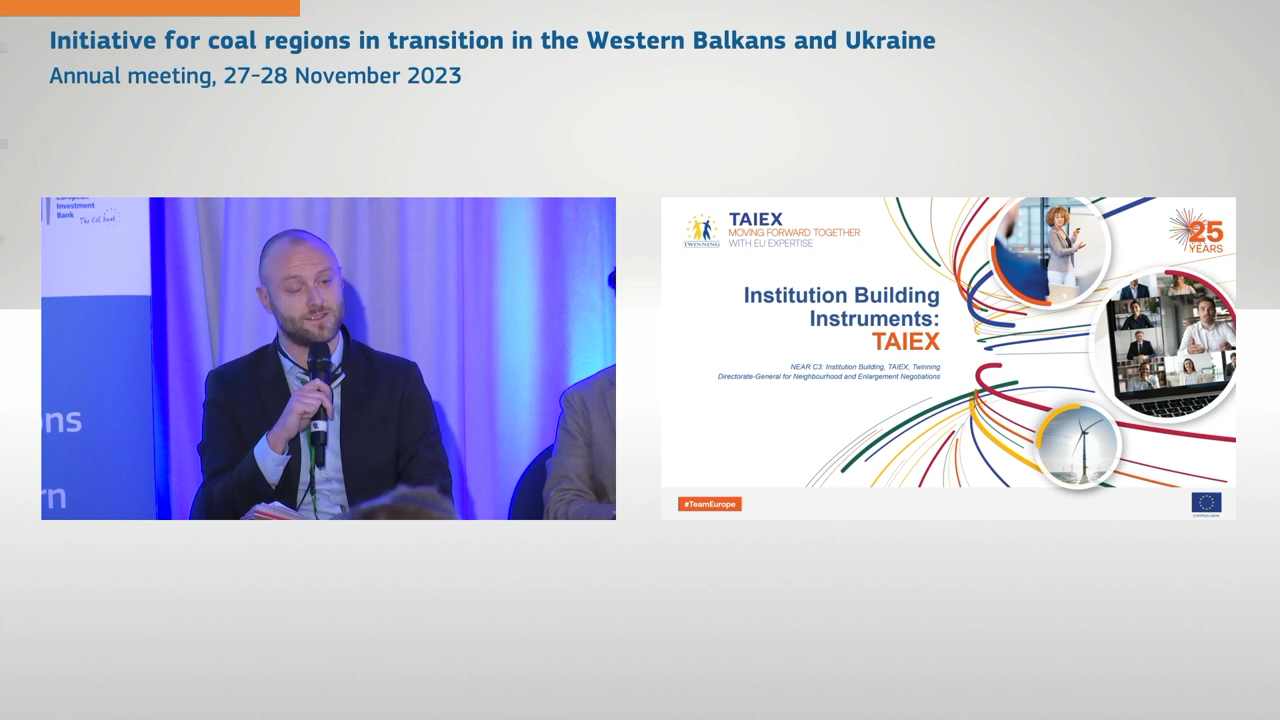 Initiative for coal regions in transition in the Western Balkans and Ukraine
Annual meeting, 27-28 November 2023
European
Investment
Bank
The EU bank
ons
rn
TWINNING
TAIEX
MOVING FORWARD TOGETHER
WITH EU EXPERTISE
25
YEARS
Institution Building
Instruments:
TAIEX
NEAR C3: Institution Building, TAIEX, Twinning
Directorate-General for Neighbourhood and Enlargement Negotiations
#TeamEurope